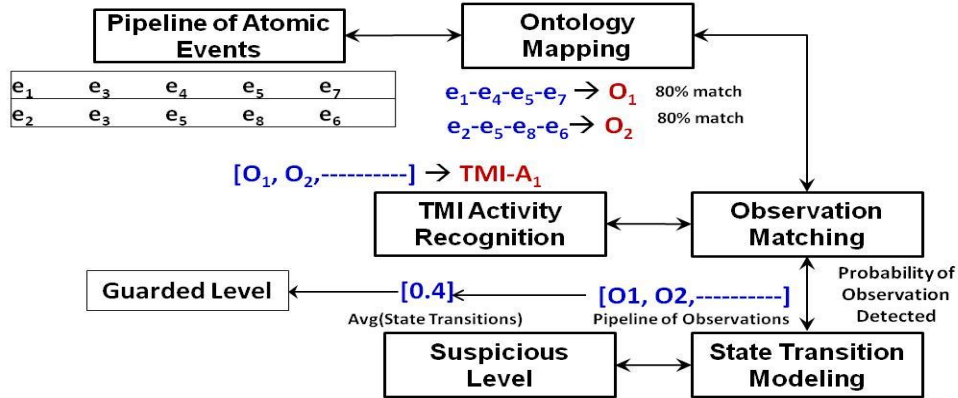 Pipeline of Atomic
Events
Ontology
Mapping
e1 e3 e4 e5 e7
e2 e3 e5 e8 e6
e1-e4-e5-e7→ O1 80% match
e2-e5-e8-e6→ O2 80% match
[O1, O2,----------] → TMI-A1
TMI Activity
Recognition
Observation
Matching
Guarded Level
[0.4]
Avg(State Transitions)
[O1, O2,----------]
Pipeline of Observations
Probability of
Observation
Detected
Suspicious
Level
State Transition
Modeling